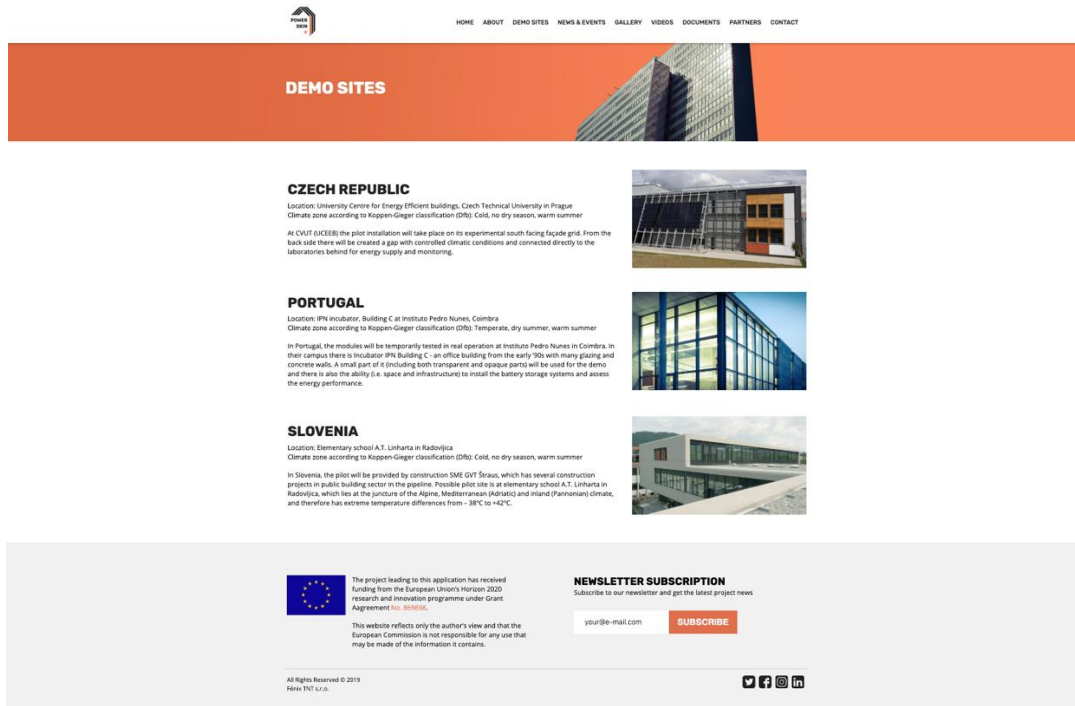 POWER
SKIN
+
HOME ABOUT DEMO SITES NEWS & EVENTS GALLERY VIDEOS DOCUMENTS PARTNERS CONTACT
DEMO SITES
CZECH REPUBLIC
Location: University Centre for Energy Efficient buildings, Czech Technical University in Prague
Climate zone according to Koppen-Gieger classification (Dfb): Cold, no dry season, warm summer
At CVUT (UCEEB) the pilot installation will take place on its experimental south facing façade grid. From the
back side there will be created a gap with controlled climatic conditions and connected directly to the
laboratories behind for energy supply and monitoring.
PORTUGAL
Location: IPN incubator, Building C at Instituto Pedro Nunes, Coimbra
Climate zone according to Koppen-Gieger classification (Dfb): Temperate, dry summer, warm summer
In Portugal, the modules will be temporarily tested in real operation at Instituto Pedro Nunes in Coimbra. In
their campus there is Incubator IPN Building C - an office building from the early '90s with many glazing and
concrete walls. A small part of it (including both transparent and opaque parts) will be used for the demo
and there is also the ability (i.e. space and infrastructure) to install the battery storage systems and assess
the energy performance.
SLOVENIA
Location: Elementary school A.T. Linharta in Radovljica
Climate zone according to Koppen-Gieger classification (Dfb): Cold, no dry season, warm summer
In Slovenia, the pilot will be provided by construction SME GVT Štraus, which has several construction
projects in public building sector in the pipeline. Possible pilot site is at elementary school A.T. Linharta in
Radovljica, which lies at the juncture of the Alpine, Mediterranean (Adriatic) and inland (Pannonian) climate,
and therefore has extreme temperature differences from – 38ºC to +42ºC.
The project leading to this application has received
funding from the European Union's Horizon 2020
research and innovation programme under Grant
Aagreement No. 869898.
This website reflects only the author's view and that the
European Commission is not responsible for any use that
may be made of the information it contains.
NEWSLETTER SUBSCRIPTION
Subscribe to our newsletter and get the latest project news
your@e-mail.com SUBSCRIBE
All Rights Reserved © 2019
Fénix TNT s.r.o.